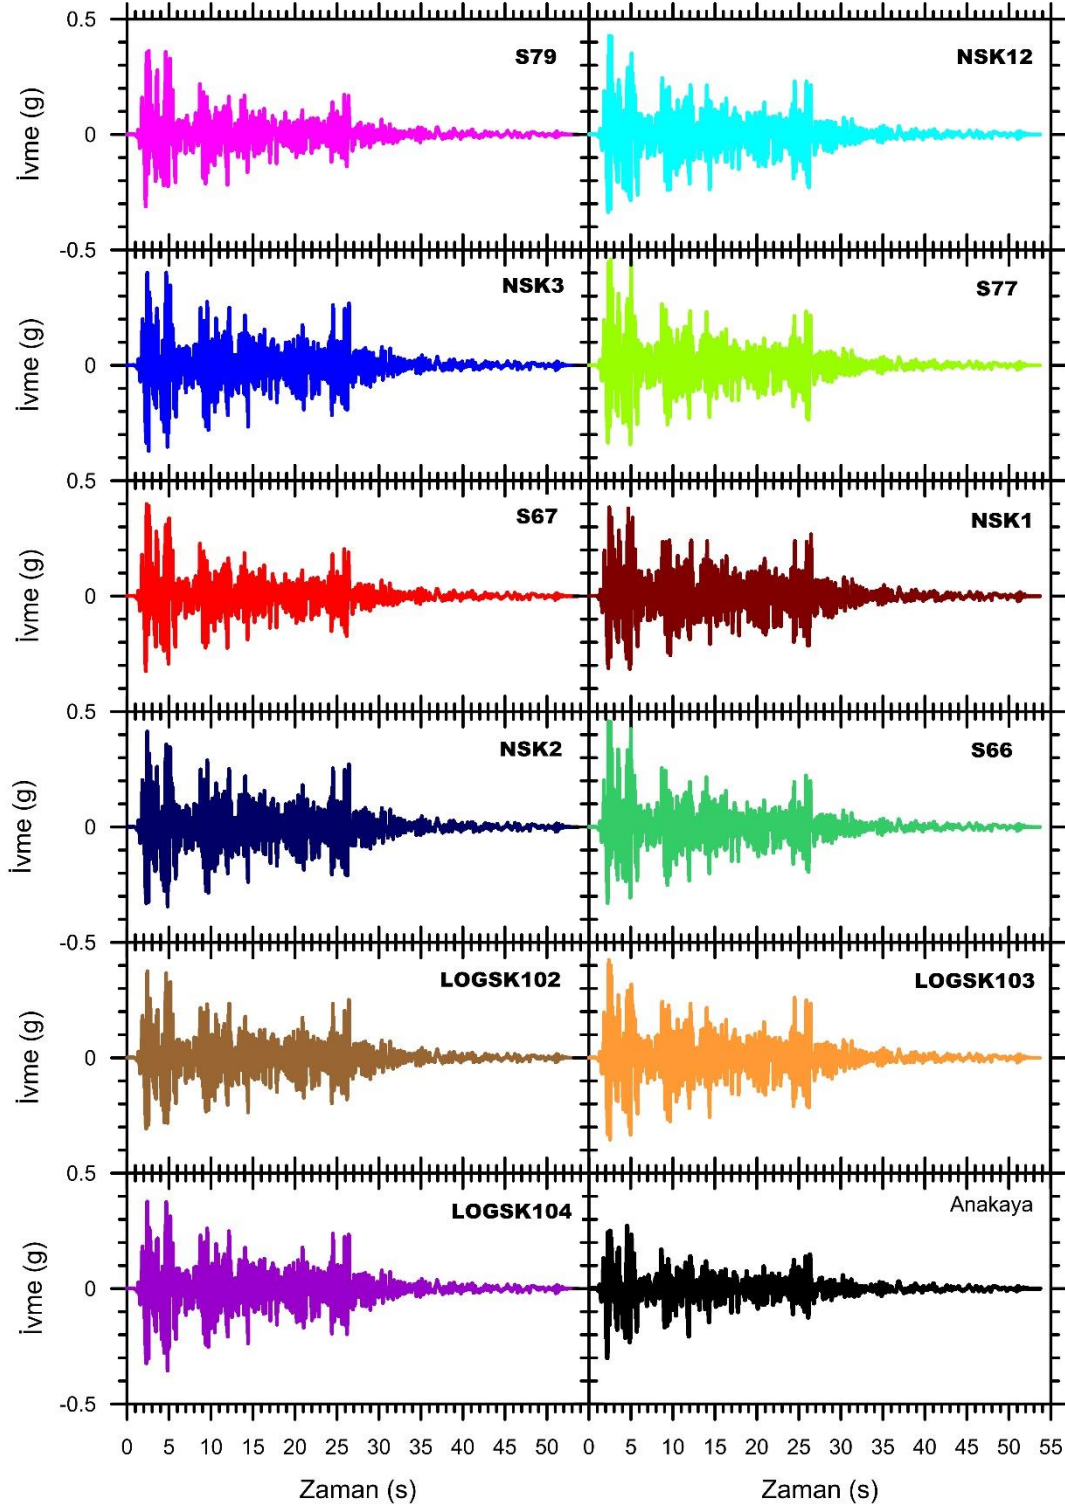 0.5
S79
NSK12
İvme (g)
0
-0.5
NSK3
S77
İvme (g)
0
0.5
S67
NSK1
İvme (g)
0
0.5
NSK2
S66
İvme (g)
0
-0.5
LOGSK102
LOGSK103
İvme (g)
0
0.5
LOGSK104
Anakaya
İvme (g)
0
-0.5
0 5 10 15 20 25 30 35 40 45 50 0 5 10 15 20 25 30 35 40 45 50 55
Zaman (s) Zaman (s)